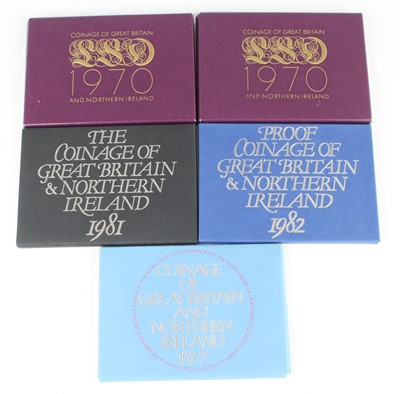 COINAGE OF GREAT BRITAIN
LSD
1970
AND NORTHERN IRELAND
COINAGE OF GREAT BRITAIN
LSD
1970
AND NORTHERN IRELAND
THE
COINAGE OF
GREAT BRITAIN
& NORTHERN
IRELAND
1981
PROOF
COINAGE OF
GREAT BRITAIN
& NORTHERN
IRELAND
1982
COINAGE
OF
GREAT BRITAIN
AND
NORTHERN
IRELAND
1977